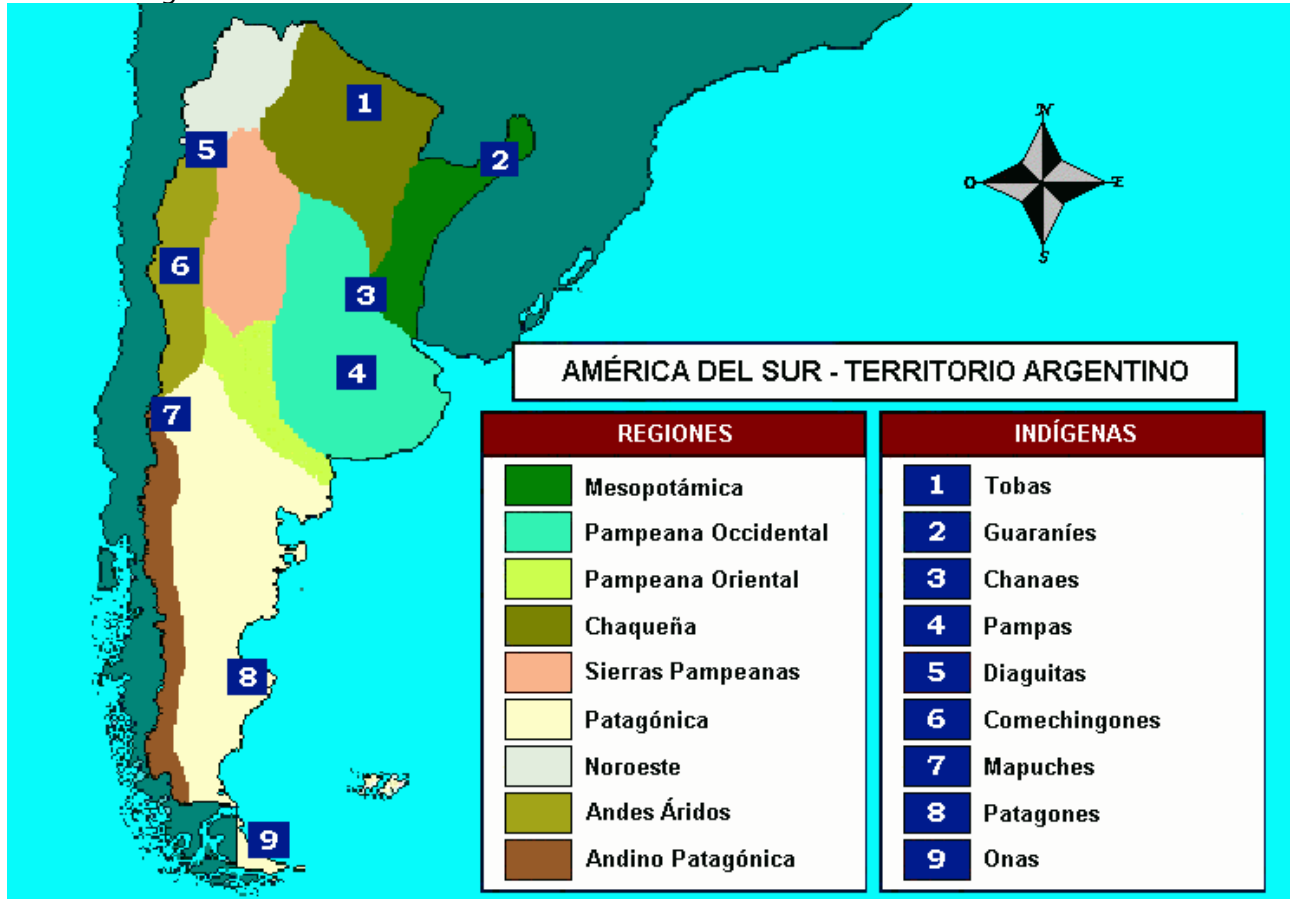 1
2
5
6
3
4
7
8
9
N
O
E
S
AMÉRICA DEL SUR - TERRITORIO ARGENTINO
REGIONES
Mesopotámica
Pampeana Occidental
Pampeana Oriental
Chaqueña
Sierras Pampeanas
Patagónica
Noroeste
Andes Áridos
Andino Patagónica
INDÍGENAS
1 Tobas
2 Guaraníes
3 Chanaes
4 Pampas
5 Diaguitas
6 Comechingones
7 Mapuches
8 Patagones
9 Onas